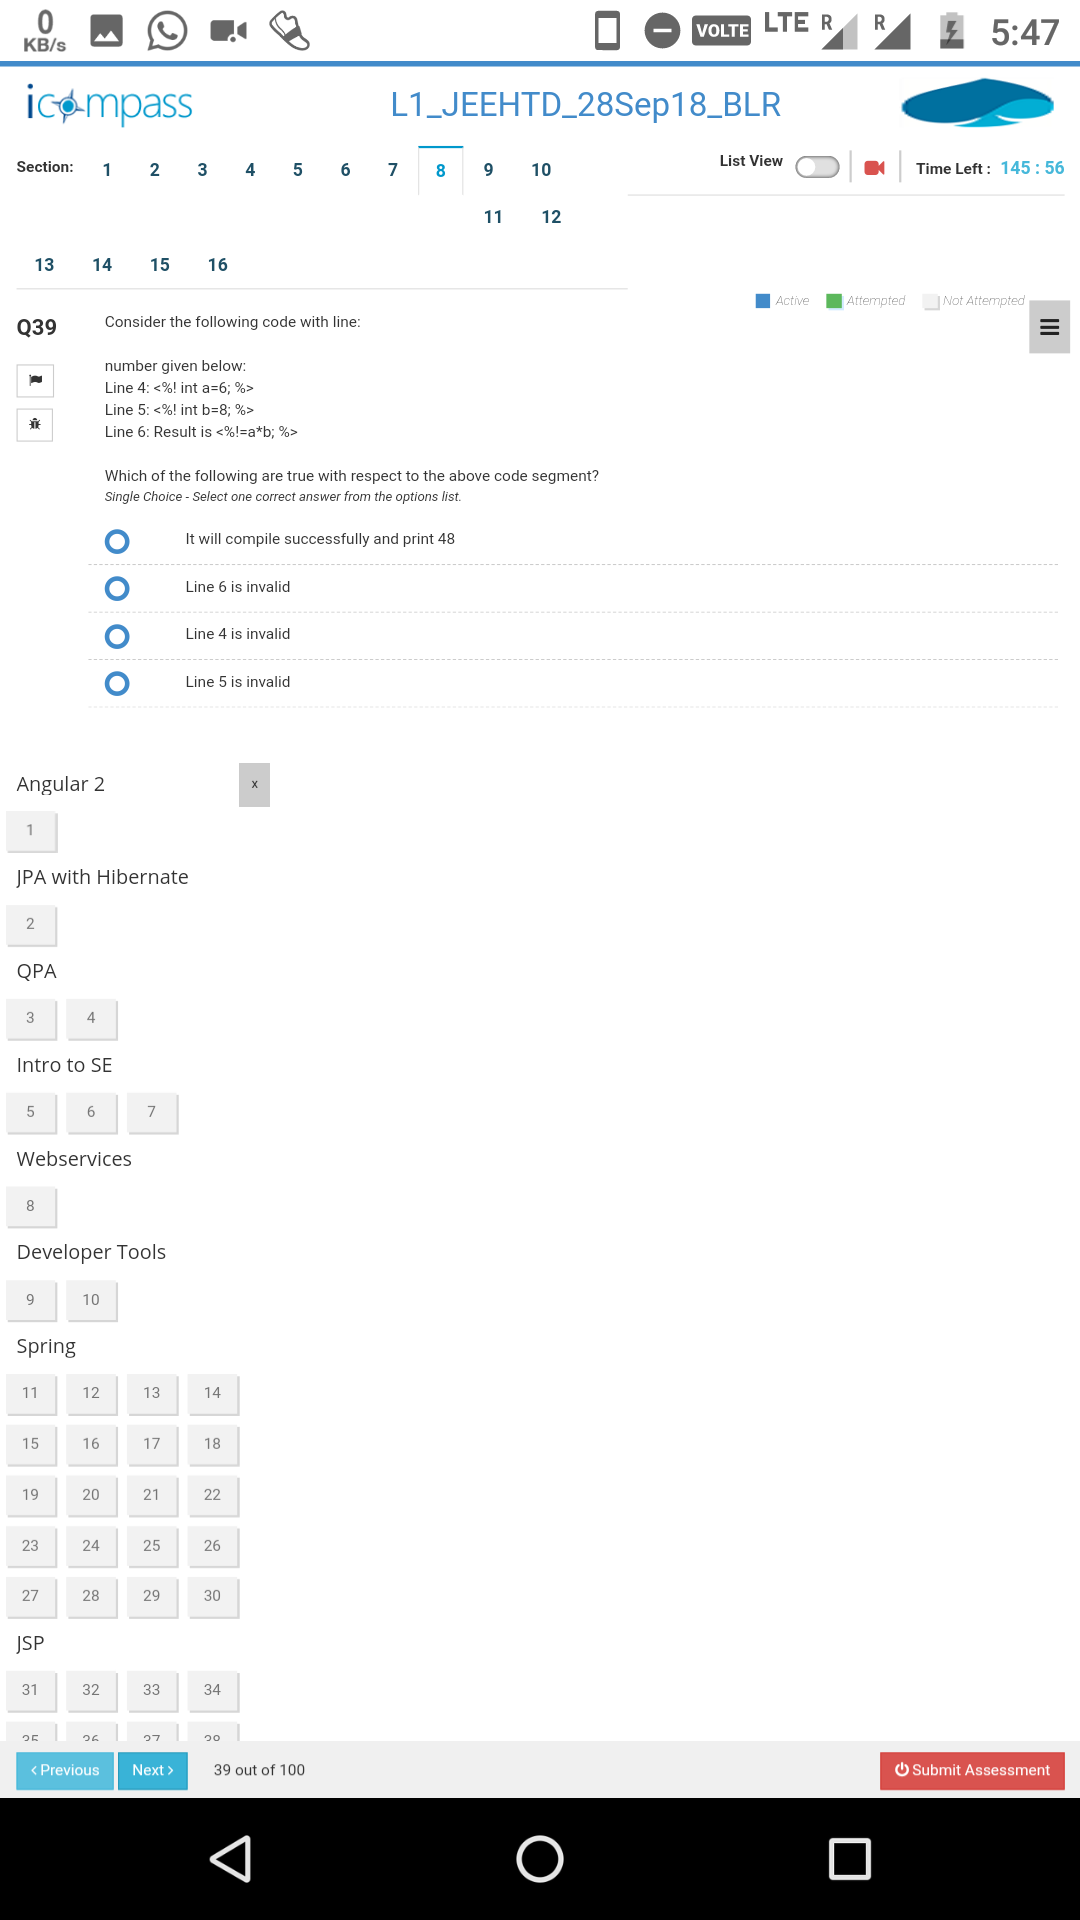 0
KB/s
VOLTE
LTE
R
R
5:47
icompass
L1_JEEHTD_28Sep18_BLR
Section: 1 2 3 4 5 6 7 8 9 10
List View
Time Left : 145 : 56
11 12
13 14 15 16
Active Attempted Not Attempted
Q39
Consider the following code with line:
number given below:
Line 4: <%! int a=6; %>
Line 5: <%! int b=8; %>
Line 6: Result is <%!=a*b; %>
Which of the following are true with respect to the above code segment?
Single Choice - Select one correct answer from the options list.
It will compile successfully and print 48
Line 6 is invalid
Line 4 is invalid
Line 5 is invalid
Angular 2
x
1
JPA with Hibernate
2
QPA
3 4
Intro to SE
5 6 7
Webservices
8
Developer Tools
9 10
Spring
11 12 13 14
15 16 17 18
19 20 21 22
23 24 25 26
27 28 29 30
JSP
31 32 33 34
35 36 37 38
Previous Next 39 out of 100 Submit Assessment